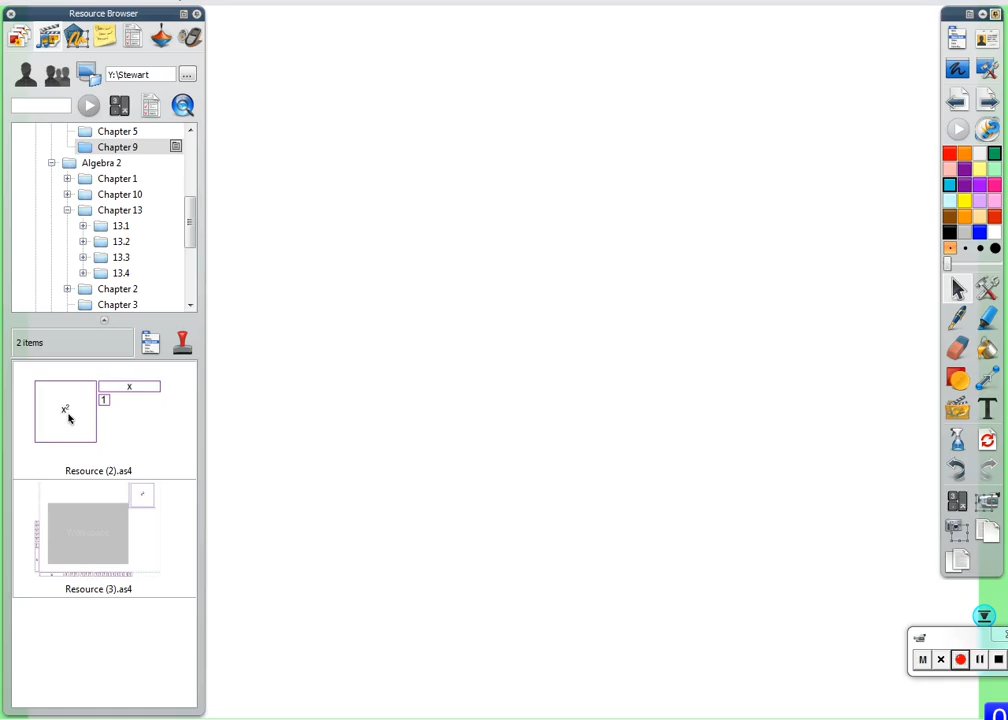 Resource Browser
Y:\Stewart
...
Chapter 5
Chapter 9
Algebra 2
Chapter 1
Chapter 10
Chapter 13
13.1
13.2
13.3
13.4
Chapter 2
Chapter 3
2 items
x²
x
1
Resource (2).as4
Resource (3).as4
T
M